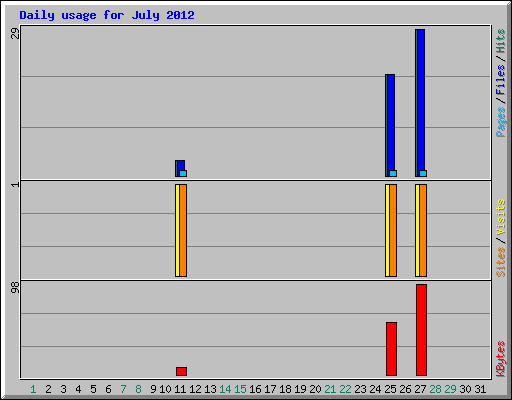 Daily usage for July 2012
29
Pages/Files/Hits
1
Sites/Visits
98
KBytes
1 2 3 4 5 6 7 8 9 10 11 12 13 14 15 16 17 18 19 20 21 22 23 24 25 26 27 28 29 30 31